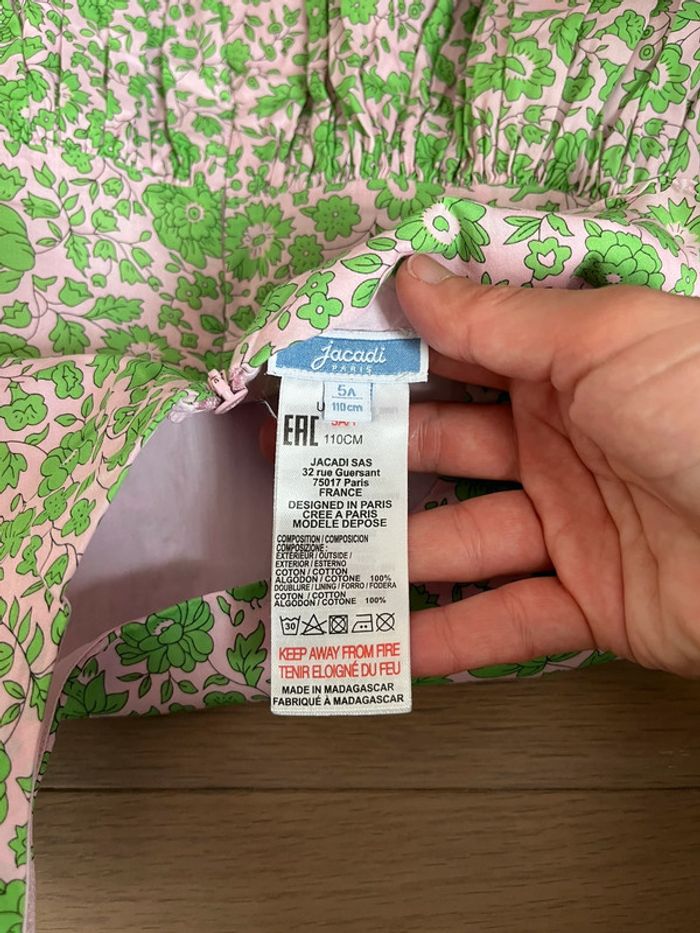 jacadi
PARIS
5A
110cm
EAC 110CM
JACADI SAS
32 rue Guersant
75017 Paris
FRANCE
DESIGNED IN PARIS
CREE A PARIS
MODELE DEPOSE
COMPOSITION / COMPOSICION
COMPOSIZIONE :
EXTERIEUR / OUTSIDE /
EXTERIOR / ESTERNO
COTON / COTTON
ALGODON / COTONE 100%
DOUBLURE / LINING / FORRO / FODERA
COTON / COTTON
ALGODON / COTONE 100%
30
KEEP AWAY FROM FIRE
TENIR ELOIGNÉ DU FEU
MADE IN MADAGASCAR
FABRIQUÉ À MADAGASCAR